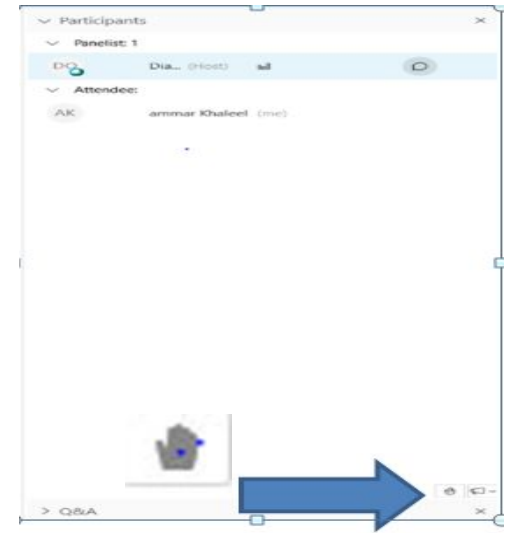 Participants
Panelist: 1
DO Dia... (Host)
Attendee:
AK ammar Khaleel (me)
Q&A